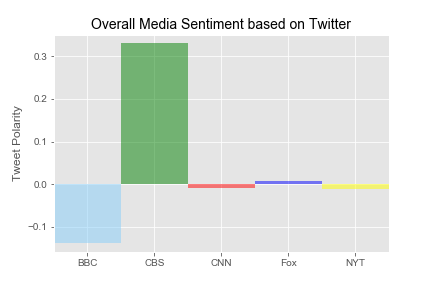 Overall Media Sentiment based on Twitter
Tweet Polarity
0.3
0.2
0.1
0.0
−0.1
BBC CBS CNN Fox NYT